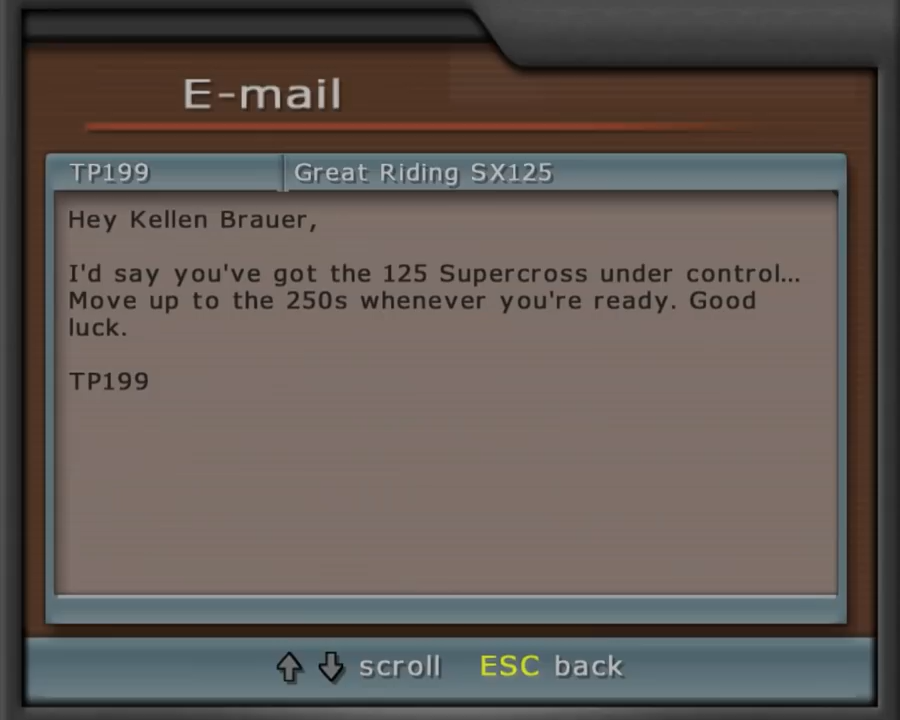 E-mail
TP199 Great Riding SX125
Hey Kellen Brauer,
I'd say you've got the 125 Supercross under control...
Move up to the 250s whenever you're ready. Good
luck.
TP199
scroll ESC back